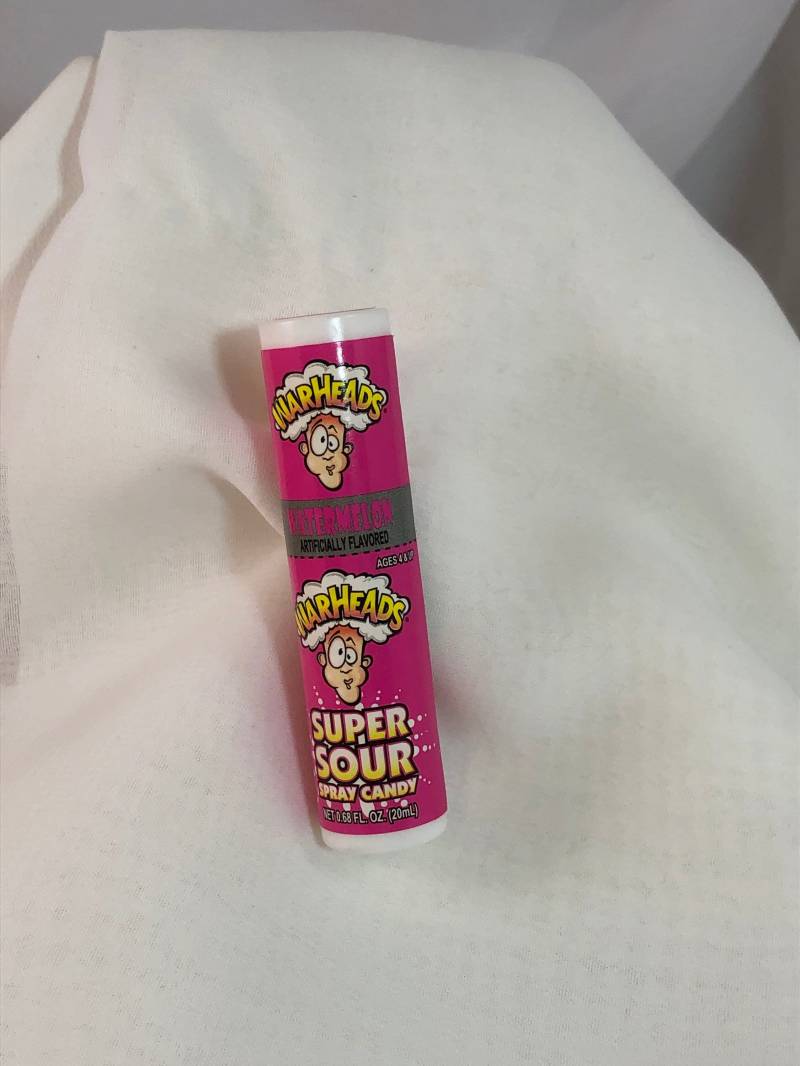 WARHEADS
WATERMELON
ARTIFICIALLY FLAVORED
AGES 4 & UP
WARHEADS
SUPER
SOUR
SPRAY CANDY
NET 0.68 FL. OZ. (20mL)